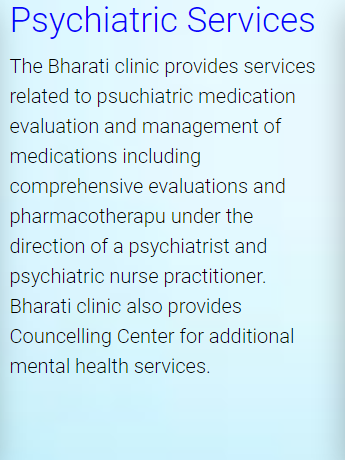 Psychiatric Services
The Bharati clinic provides services
related to psuchiatric medication
evaluation and management of
medications including
comprehensive evaluations and
pharmacotherapu under the
direction of a psychiatrist and
psychiatric nurse practitioner.
Bharati clinic also provides
Councelling Center for additional
mental health services.